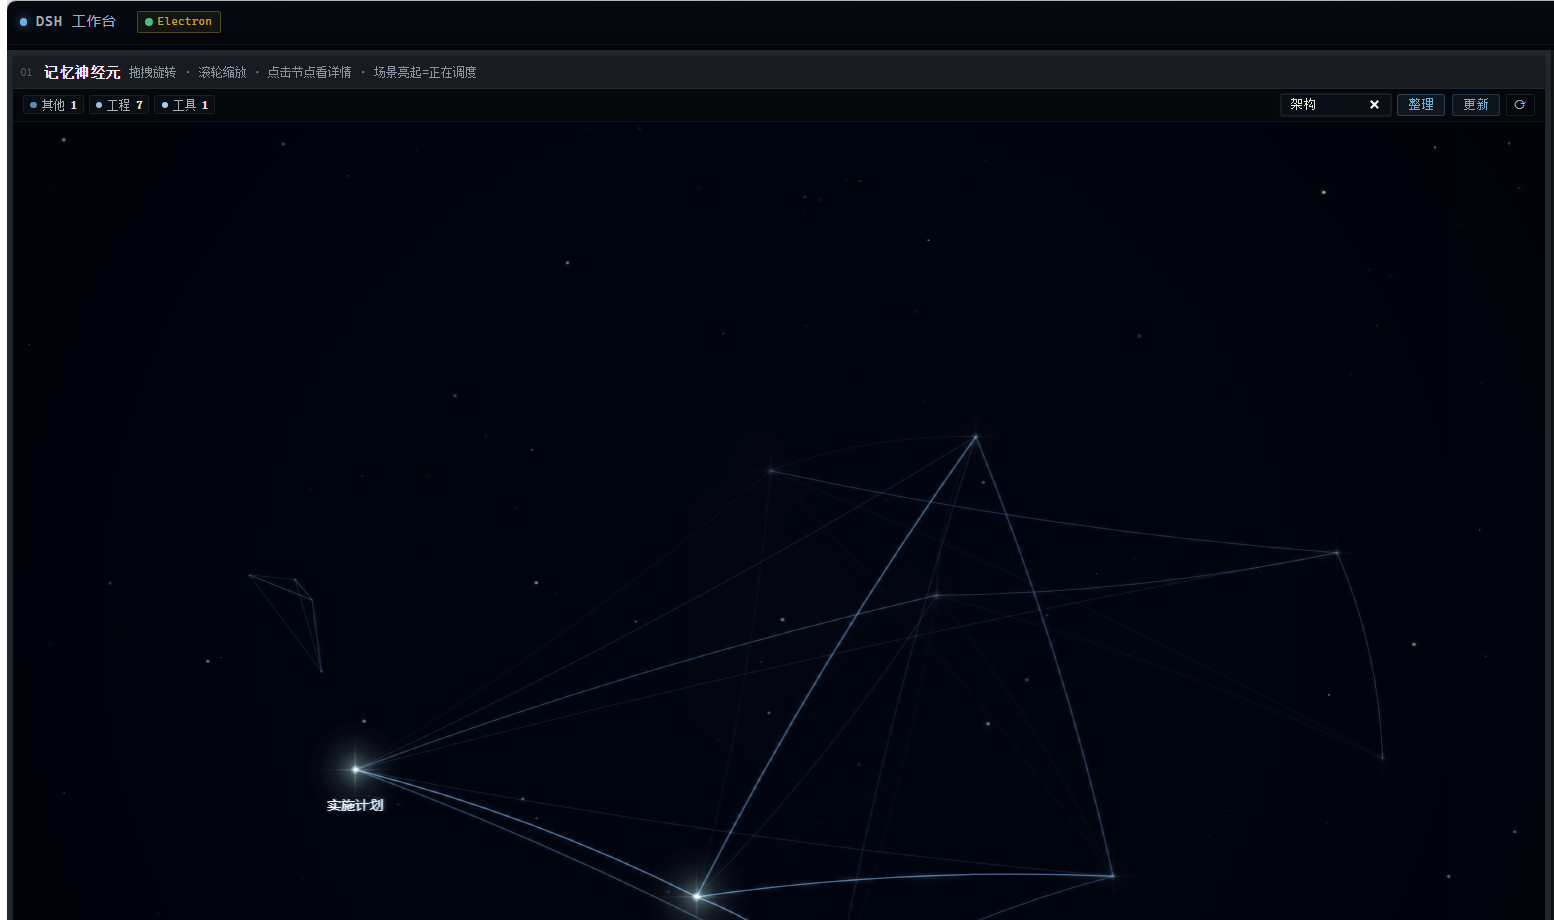 DSH 工作台 Electron
01 记忆神经元 拖拽旋转 · 滚轮缩放 · 点击节点看详情 · 场景亮起=正在调度
其他 1 工程 7 工具 1 架构 × 整理 更新
实施计划